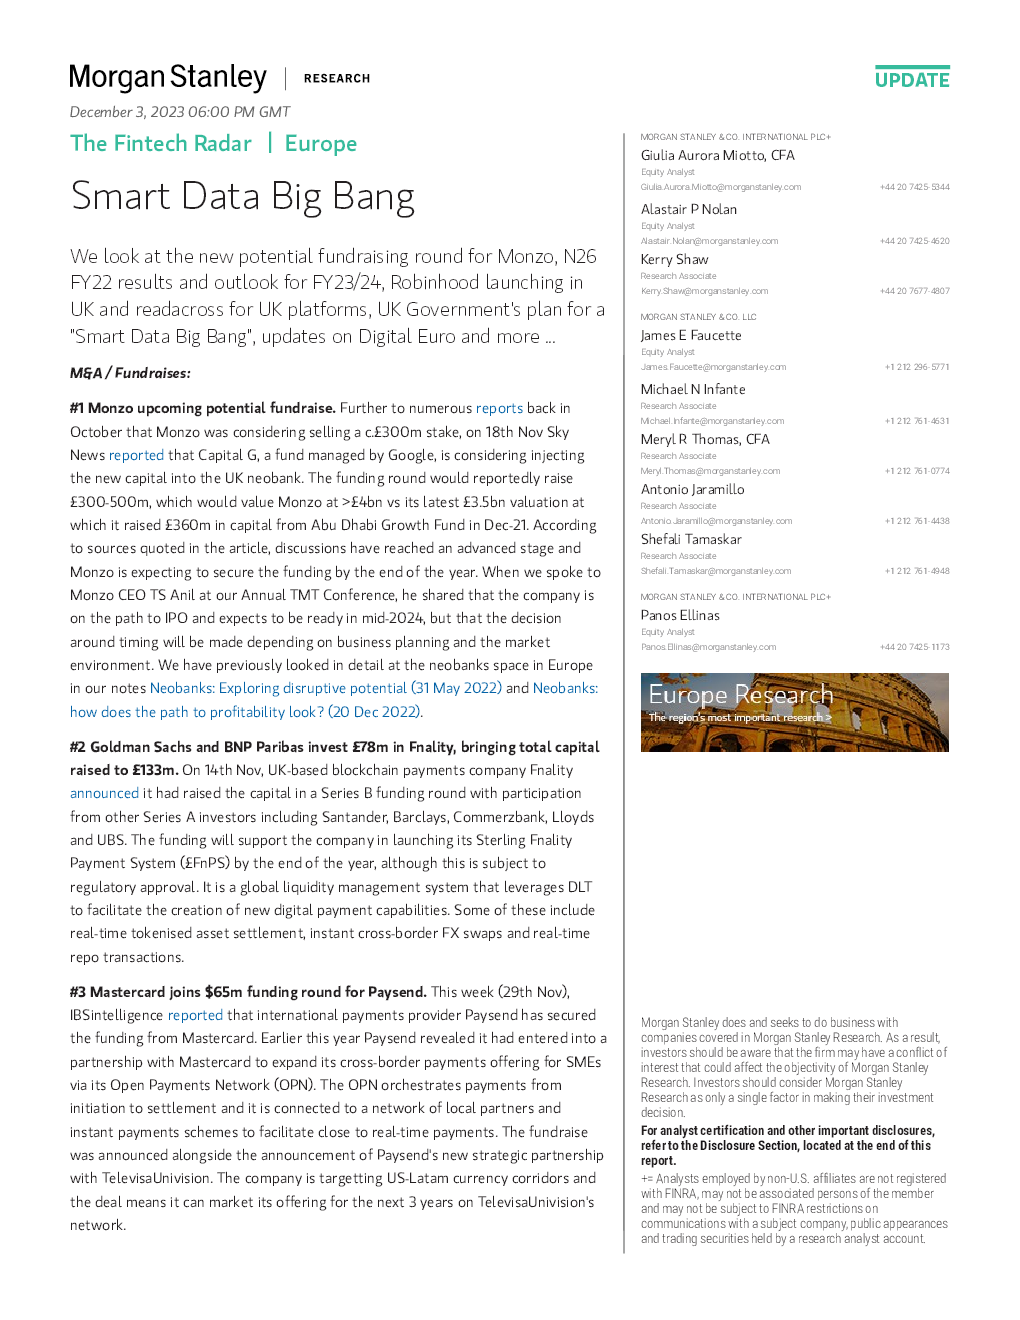 Morgan Stanley | RESEARCH
UPDATE
December 3, 2023 06:00 PM GMT
The Fintech Radar | Europe
Smart Data Big Bang
We look at the new potential fundraising round for Monzo, N26
FY22 results and outlook for FY23/24, Robinhood launching in
UK and readacross for UK platforms, UK Government's plan for a
"Smart Data Big Bang", updates on Digital Euro and more ...
M&A / Fundraises:
#1 Monzo upcoming potential fundraise. Further to numerous reports back in
October that Monzo was considering selling a c.£300m stake, on 18th Nov Sky
News reported that Capital G, a fund managed by Google, is considering injecting
the new capital into the UK neobank. The funding round would reportedly raise
£300-500m, which would value Monzo at >£4bn vs its latest £3.5bn valuation at
which it raised £360m in capital from Abu Dhabi Growth Fund in Dec-21. According
to sources quoted in the article, discussions have reached an advanced stage and
Monzo is expecting to secure the funding by the end of the year. When we spoke to
Monzo CEO TS Anil at our Annual TMT Conference, he shared that the company is
on the path to IPO and expects to be ready in mid-2024, but that the decision
around timing will be made depending on business planning and the market
environment. We have previously looked in detail at the neobanks space in Europe
in our notes Neobanks: Exploring disruptive potential (31 May 2022) and Neobanks:
how does the path to profitability look? (20 Dec 2022).
#2 Goldman Sachs and BNP Paribas invest £78m in Fnality, bringing total capital
raised to £133m. On 14th Nov, UK-based blockchain payments company Fnality
announced it had raised the capital in a Series B funding round with participation
from other Series A investors including Santander, Barclays, Commerzbank, Lloyds
and UBS. The funding will support the company in launching its Sterling Fnality
Payment System (£FnPS) by the end of the year, although this is subject to
regulatory approval. It is a global liquidity management system that leverages DLT
to facilitate the creation of new digital payment capabilities. Some of these include
real-time tokenised asset settlement, instant cross-border FX swaps and real-time
repo transactions.
#3 Mastercard joins $65m funding round for Paysend. This week (29th Nov),
IBSintelligence reported that international payments provider Paysend has secured
the funding from Mastercard. Earlier this year Paysend revealed it had entered into a
partnership with Mastercard to expand its cross-border payments offering for SMEs
via its Open Payments Network (OPN). The OPN orchestrates payments from
initiation to settlement and it is connected to a network of local partners and
instant payments schemes to facilitate close to real-time payments. The fundraise
was announced alongside the announcement of Paysend's new strategic partnership
with TelevisaUnivision. The company is targetting US-Latam currency corridors and
the deal means it can market its offering for the next 3 years on TelevisaUnivision's
network.
MORGAN STANLEY & CO. INTERNATIONAL PLC+
Giulia Aurora Miotto, CFA
Equity Analyst
Giulia.Aurora.Miotto@morganstanley.com +44 20 7425-5344
Alastair P Nolan
Equity Analyst
Alastair.Nolan@morganstanley.com +44 20 7425-4620
Kerry Shaw
Research Associate
Kerry.Shaw@morganstanley.com +44 20 7677-4807
MORGAN STANLEY & CO. LLC
James E Faucette
Equity Analyst
James.Faucette@morganstanley.com +1 212 296-5771
Michael N Infante
Research Associate
Michael.Infante@morganstanley.com +1 212 761-4631
Meryl R Thomas, CFA
Research Associate
Meryl.Thomas@morganstanley.com +1 212 761-0774
Antonio Jaramillo
Research Associate
Antonio.Jaramillo@morganstanley.com +1 212 761-4438
Shefali Tamaskar
Research Associate
Shefali.Tamaskar@morganstanley.com +1 212 761-4948
MORGAN STANLEY & CO. INTERNATIONAL PLC+
Panos Ellinas
Equity Analyst
Panos.Ellinas@morganstanley.com +44 20 7425-1173
Europe Research
The region's most important research >
Morgan Stanley does and seeks to do business with
companies covered in Morgan Stanley Research. As a result,
investors should be aware that the firm may have a conflict of
interest that could affect the objectivity of Morgan Stanley
Research. Investors should consider Morgan Stanley
Research as only a single factor in making their investment
decision.
For analyst certification and other important disclosures,
refer to the Disclosure Section, located at the end of this
report.
+= Analysts employed by non-U.S. affiliates are not registered
with FINRA, may not be associated persons of the member
and may not be subject to FINRA restrictions on
communications with a subject company, public appearances
and trading securities held by a research analyst account.